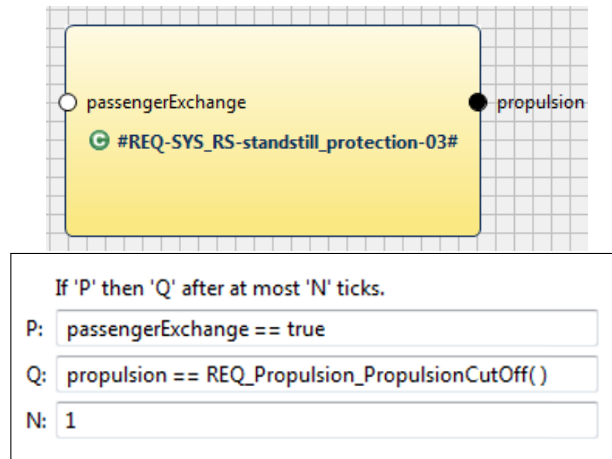 passengerExchange
propulsion
#REQ-SYS_RS-standstill_protection-03#
If 'P' then 'Q' after at most 'N' ticks.
P: passengerExchange == true
Q: propulsion == REQ_Propulsion_PropulsionCutOff( )
N: 1